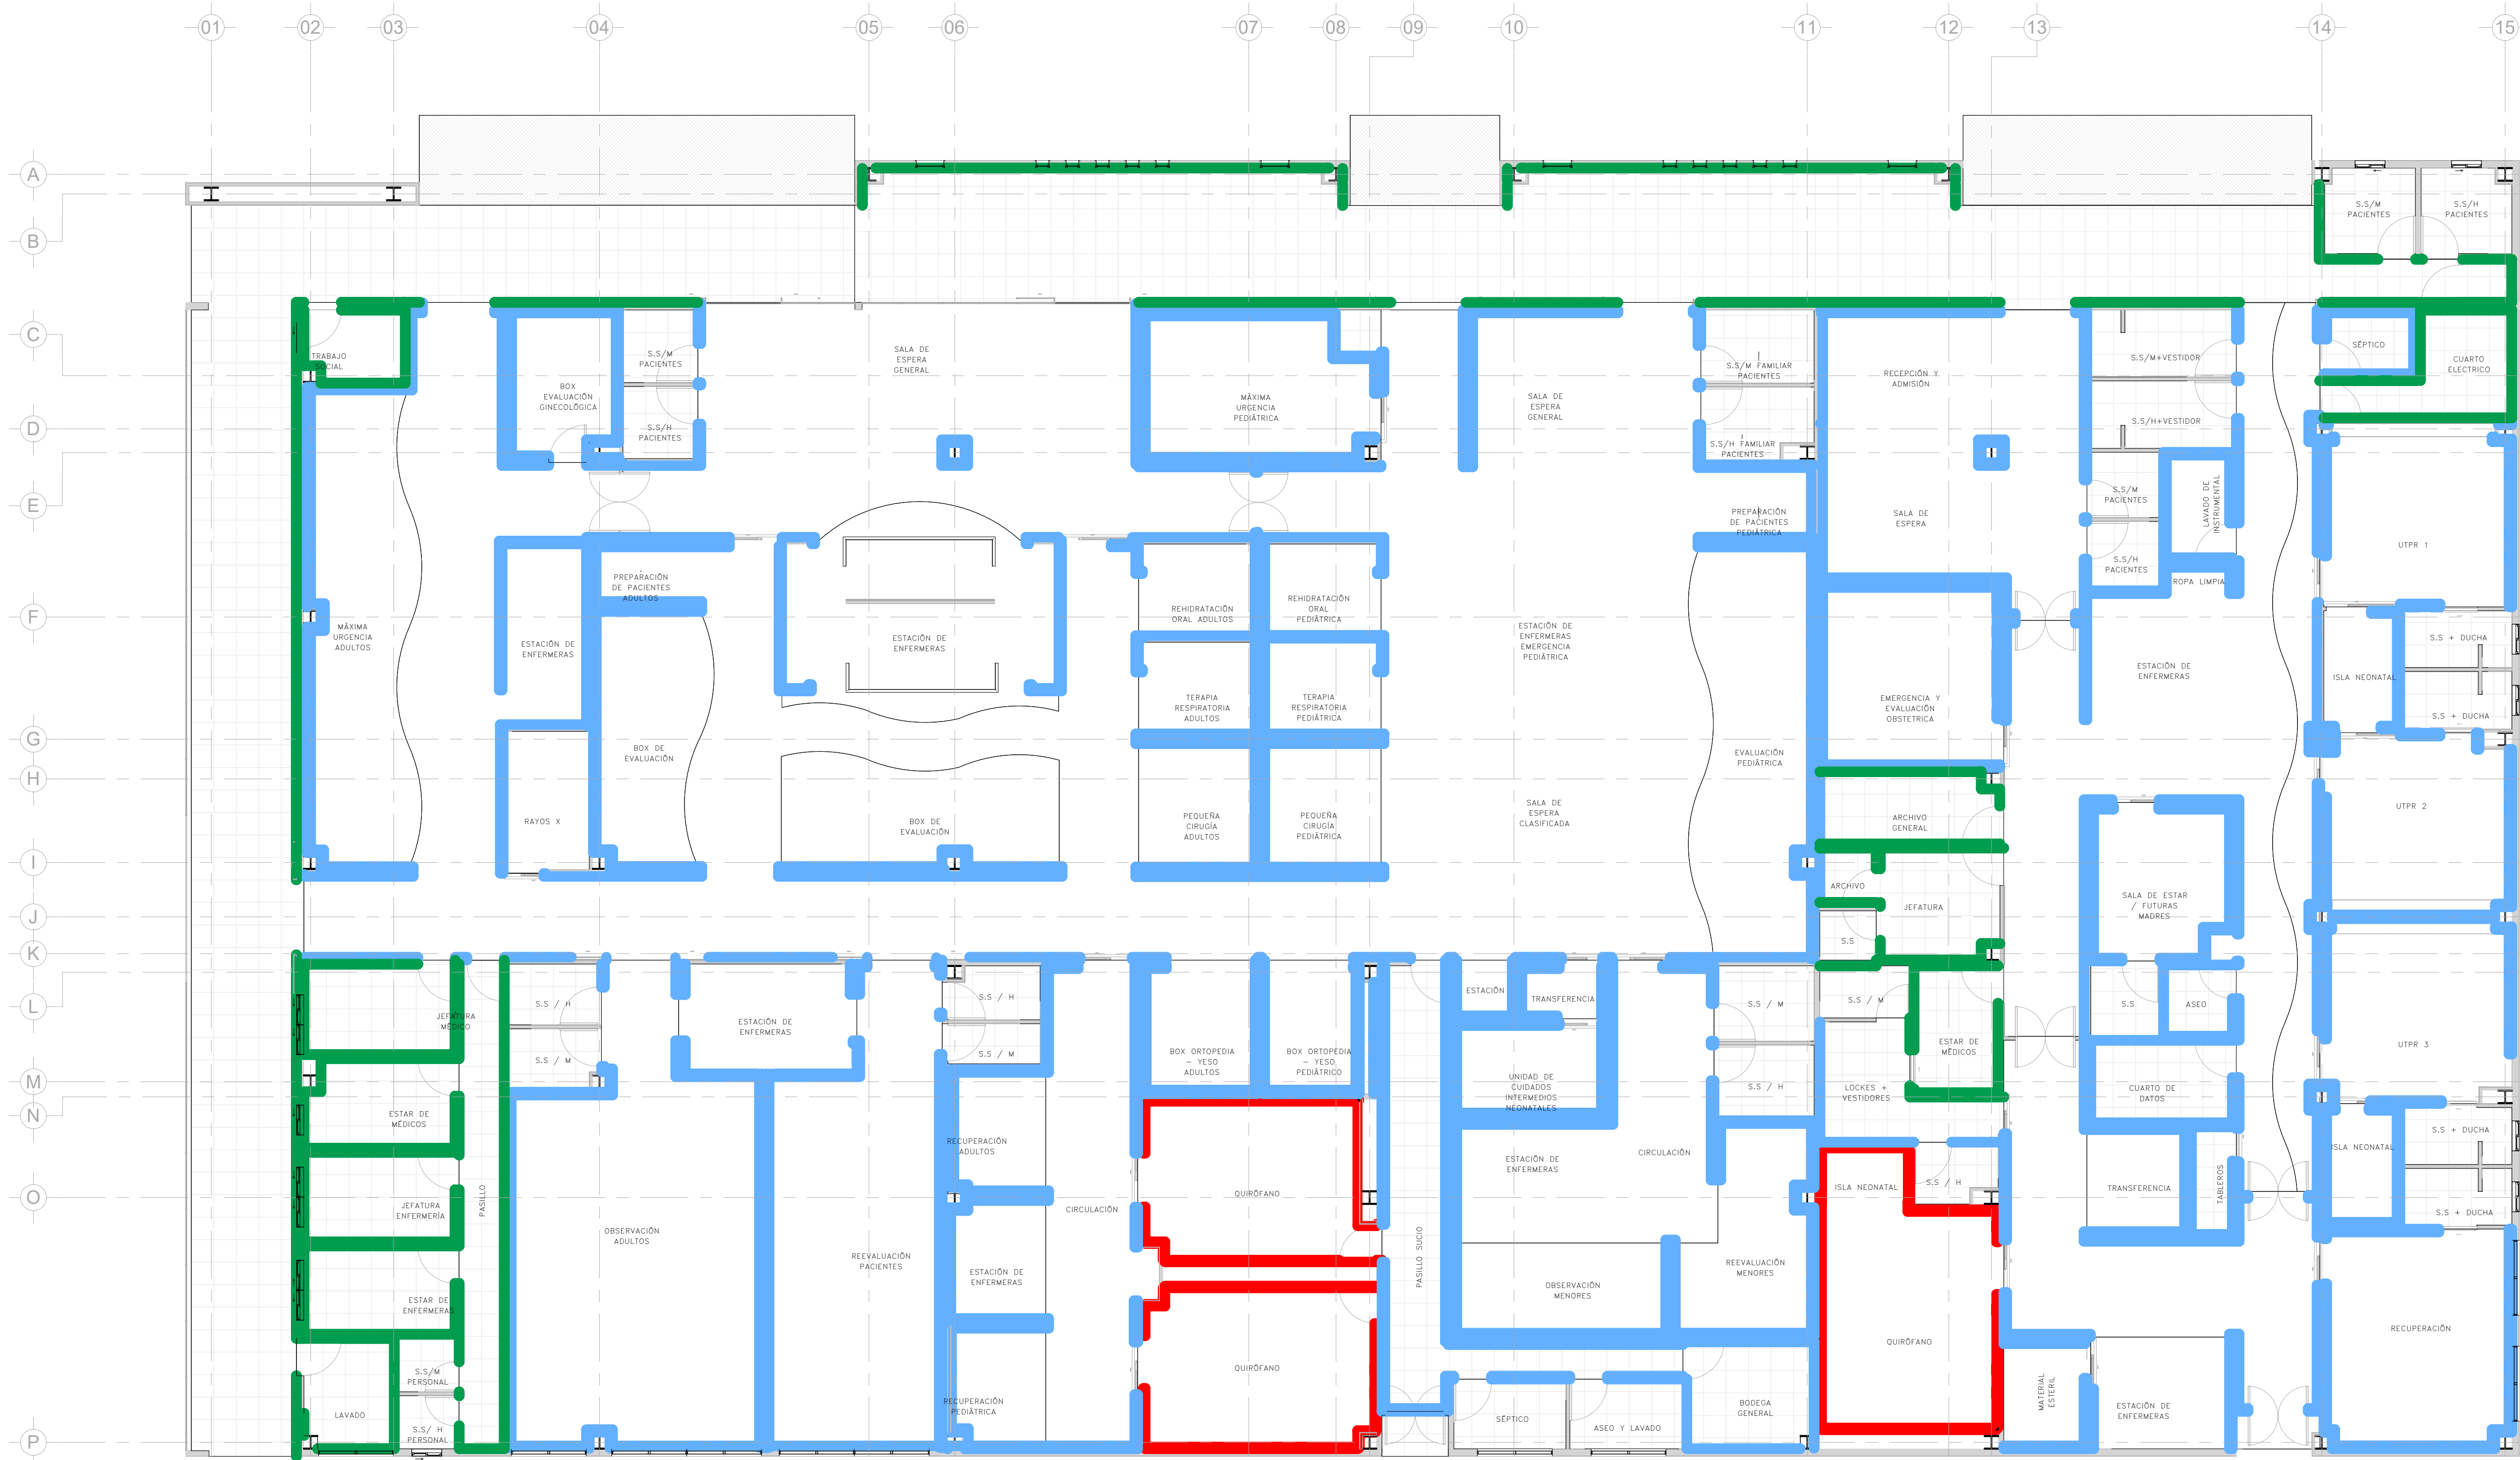 01
02
03
04
05
06
07
08
09
10
11
12
13
14
15
A
B
C
D
E
F
G
H
I
J
K
L
M
N
O
P
S.S/M
PACIENTES
S.S/H
PACIENTES
TRABAJO
SOCIAL
BOX
EVALUACIÓN
GINECOLÓGICA
S.S/M
PACIENTES
S.S/H
PACIENTES
SALA DE
ESPERA
GENERAL
MÁXIMA
URGENCIA
PEDIÁTRICA
SALA DE
ESPERA
GENERAL
S.S/M FAMILIAR
PACIENTES
S.S/H FAMILIAR
PACIENTES
RECEPCIÓN Y
ADMISIÓN
S.S/M+VESTIDOR
S.S/H+VESTIDOR
SÉPTICO
CUARTO
ELECTRICO
PREPARACIÓN
DE PACIENTES
PEDIÁTRICA
SALA DE
ESPERA
S.S/M
PACIENTES
S.S/H
PACIENTES
LAVADO DE
INSTRUMENTAL
ROPA LIMPIA
UTPR 1
MÁXIMA
URGENCIA
ADULTOS
ESTACIÓN DE
ENFERMERAS
PREPARACIÓN
DE PACIENTES
ADULTOS
ESTACIÓN DE
ENFERMERAS
REHIDRATACIÓN
ORAL ADULTOS
REHIDRATACIÓN
ORAL
PEDIÁTRICA
ESTACIÓN DE
ENFERMERAS
EMERGENCIA
PEDIÁTRICA
ESTACIÓN DE
ENFERMERAS
ISLA NEONATAL
S.S + DUCHA
S.S + DUCHA
BOX DE
EVALUACIÓN
TERAPIA
RESPIRATORIA
ADULTOS
TERAPIA
RESPIRATORIA
PEDIÁTRICA
EMERGENCIA Y
EVALUACIÓN
OBSTETRICA
EVALUACIÓN
PEDIÁTRICA
RAYOS X
BOX DE
EVALUACIÓN
PEQUEÑA
CIRUGÍA
ADULTOS
PEQUEÑA
CIRUGÍA
PEDIÁTRICA
SALA DE
ESPERA
CLASIFICADA
ARCHIVO
GENERAL
UTPR 2
ARCHIVO
JEFATURA
S.S
SALA DE ESTAR
/ FUTURAS
MADRES
JEFATURA
MÉDICO
S.S / H
S.S / M
ESTACIÓN DE
ENFERMERAS
S.S / H
S.S / M
BOX ORTOPEDIA
– YESO
ADULTOS
BOX ORTOPEDIA
– YESO
PEDIÁTRICO
ESTACIÓN
TRANSFERENCIA
S.S / M
S.S / H
S.S / M
ESTAR DE
MÉDICOS
S.S
ASEO
UTPR 3
UNIDAD DE
CUIDADOS
INTERMEDIOS
NEONATALES
LOCKES +
VESTIDORES
CUARTO DE
DATOS
ESTAR DE
MÉDICOS
RECUPERACIÓN
ADULTOS
ESTACIÓN DE
ENFERMERAS
CIRCULACIÓN
ISLA NEONATAL
S.S / H
TRANSFERENCIA
TABLEROS
ISLA NEONATAL
S.S + DUCHA
S.S + DUCHA
JEFATURA
ENFERMERÍA
PASILLO
OBSERVACIÓN
ADULTOS
REEVALUACIÓN
PACIENTES
CIRCULACIÓN
QUIRÓFANO
PASILLO SUCIO
ESTACIÓN DE
ENFERMERAS
OBSERVACIÓN
MENORES
REEVALUACIÓN
MENORES
ESTAR DE
ENFERMERAS
QUIRÓFANO
QUIRÓFANO
RECUPERACIÓN
LAVADO
S.S/M
PERSONAL
S.S/ H
PERSONAL
RECUPERACIÓN
PEDIÁTRICA
SÉPTICO
ASEO Y LAVADO
BODEGA
GENERAL
MATERIAL
ESTERIL
ESTACIÓN DE
ENFERMERAS